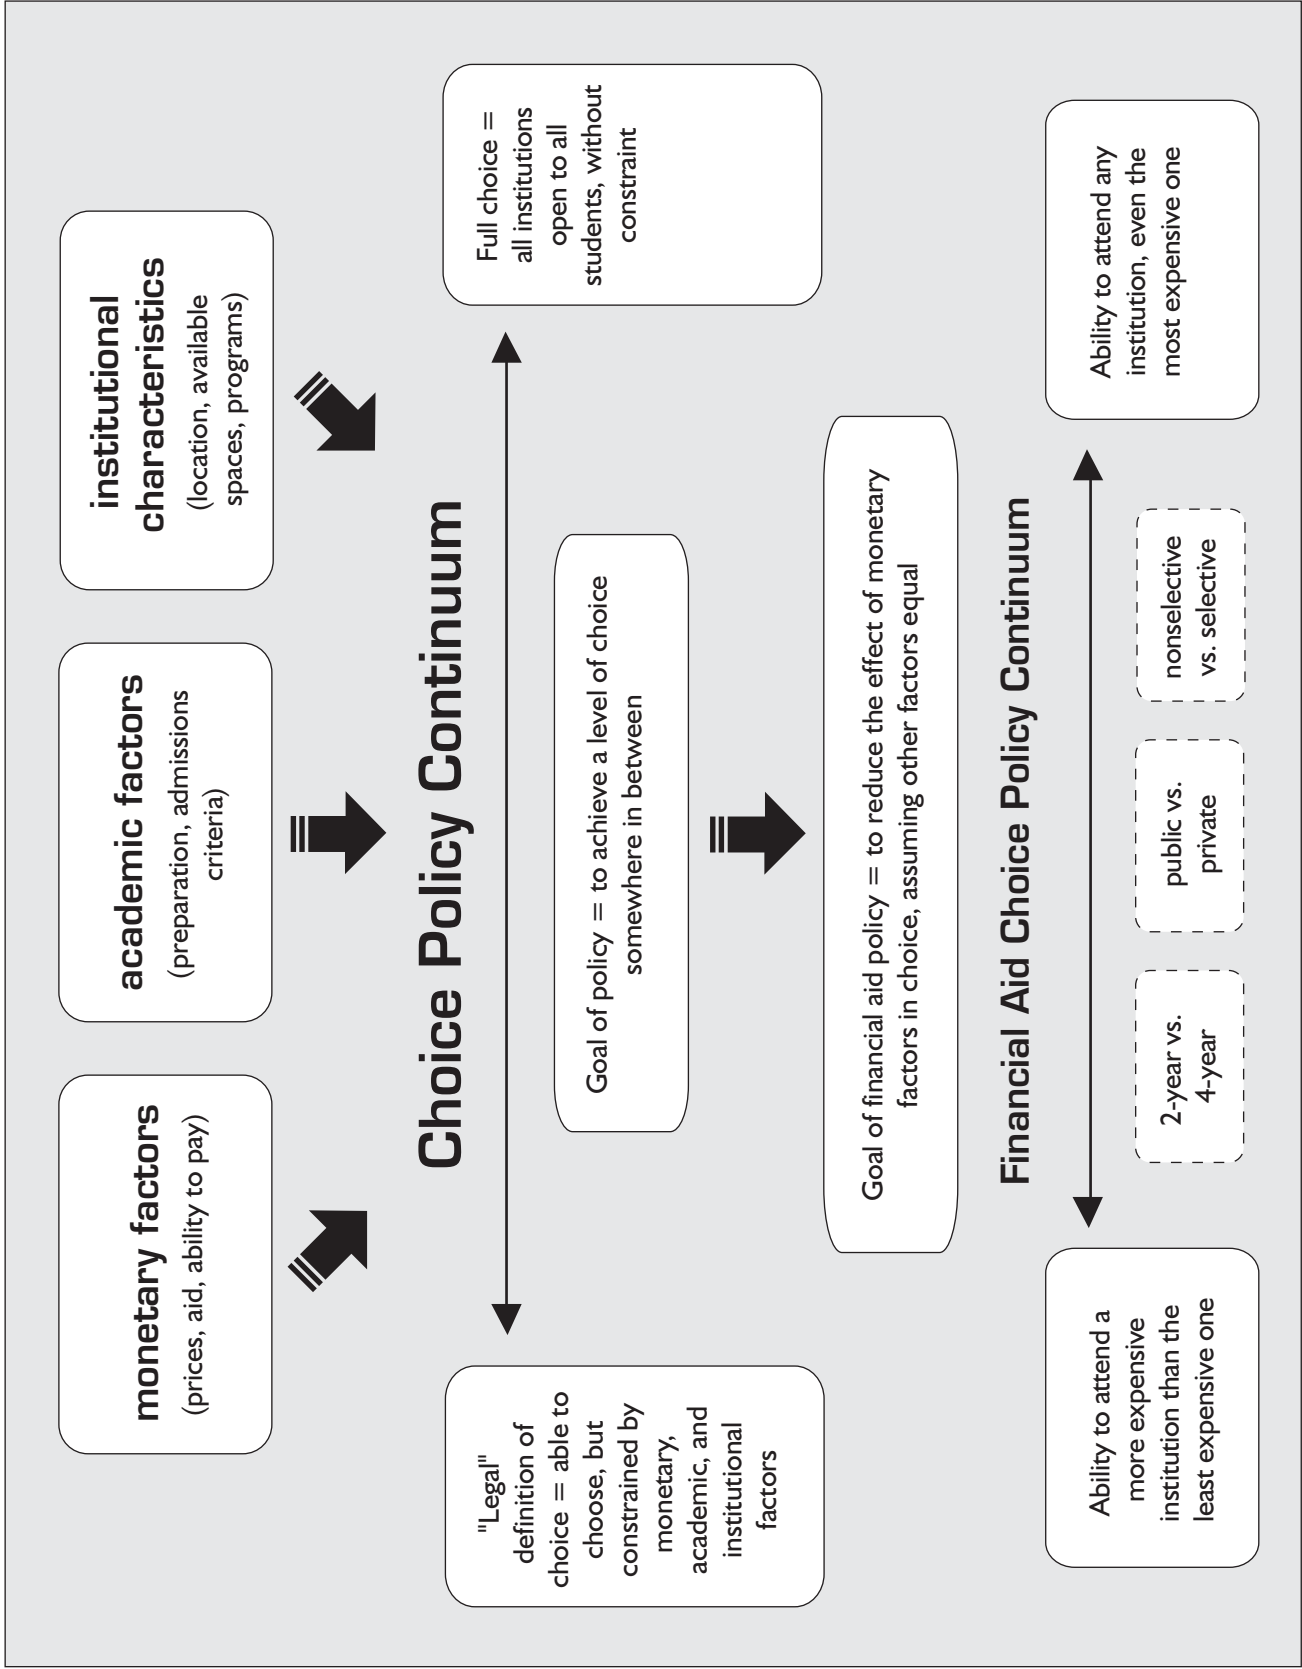 monetary factors
(prices, aid, ability to pay)
academic factors
(preparation, admissions
criteria)
institutional
characteristics
(location, available
spaces, programs)
Choice Policy Continuum
"Legal"
definition of
choice = able to
choose, but
constrained by
monetary,
academic, and
institutional
factors
Full choice =
all institutions
open to all
students, without
constraint
Goal of policy = to achieve a level of choice
somewhere in between
Goal of financial aid policy = to reduce the effect of monetary
factors in choice, assuming other factors equal
Financial Aid Choice Policy Continuum
Ability to attend a
more expensive
institution than the
least expensive one
2-year vs.
4-year
public vs.
private
nonselective
vs. selective
Ability to attend any
institution, even the
most expensive one